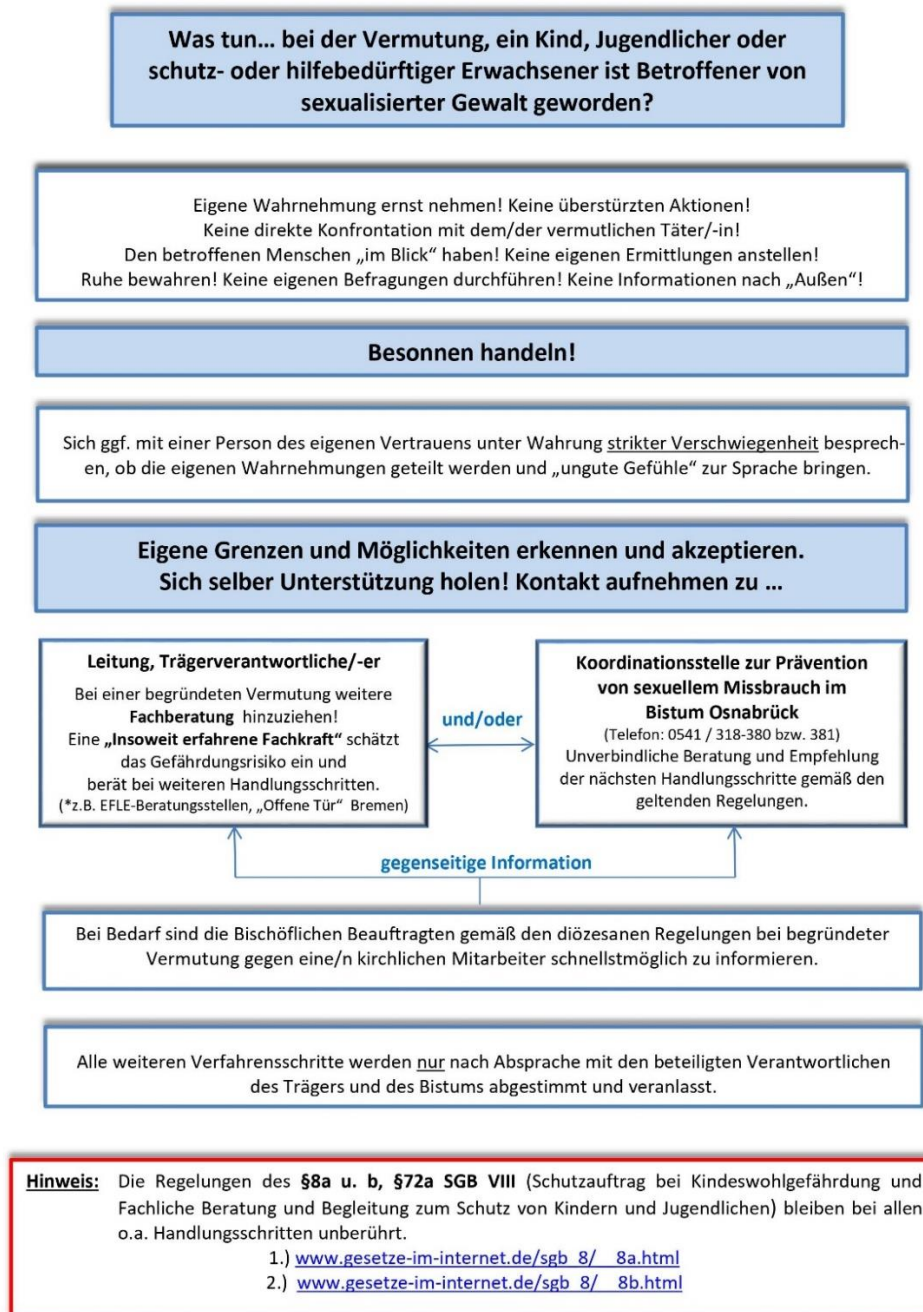 Was tun… bei der Vermutung, ein Kind, Jugendlicher oder
schutz- oder hilfebedürftiger Erwachsener ist Betroffener von
sexualisierter Gewalt geworden?
Eigene Wahrnehmung ernst nehmen! Keine überstürzten Aktionen!
Keine direkte Konfrontation mit dem/der vermutlichen Täter/-in!
Den betroffenen Menschen „im Blick“ haben! Keine eigenen Ermittlungen anstellen!
Ruhe bewahren! Keine eigenen Befragungen durchführen! Keine Informationen nach „Außen“!
Besonnen handeln!
Sich ggf. mit einer Person des eigenen Vertrauens unter Wahrung strikter Verschwiegenheit besprech-
en, ob die eigenen Wahrnehmungen geteilt werden und „ungute Gefühle“ zur Sprache bringen.
Eigene Grenzen und Möglichkeiten erkennen und akzeptieren.
Sich selber Unterstützung holen! Kontakt aufnehmen zu …
Leitung, Trägerverantwortliche/-er
Bei einer begründeten Vermutung weitere
Fachberatung hinzuziehen!
Eine „Insoweit erfahrene Fachkraft“ schätzt
das Gefährdungsrisiko ein und
berät bei weiteren Handlungsschritten.
(*z.B. EFLE-Beratungsstellen, „Offene Tür“ Bremen)
und/oder
Koordinationsstelle zur Prävention
von sexuellem Missbrauch im
Bistum Osnabrück
(Telefon: 0541 / 318-380 bzw. 381)
Unverbindliche Beratung und Empfehlung
der nächsten Handlungsschritte gemäß den
geltenden Regelungen.
gegenseitige Information
Bei Bedarf sind die Bischöflichen Beauftragten gemäß den diözesanen Regelungen bei begründeter
Vermutung gegen eine/n kirchlichen Mitarbeiter schnellstmöglich zu informieren.
Alle weiteren Verfahrensschritte werden nur nach Absprache mit den beteiligten Verantwortlichen
des Trägers und des Bistums abgestimmt und veranlasst.
Hinweis: Die Regelungen des §8a u. b, §72a SGB VIII (Schutzauftrag bei Kindeswohlgefährdung und
Fachliche Beratung und Begleitung zum Schutz von Kindern und Jugendlichen) bleiben bei allen
o.a. Handlungsschritten unberührt.
1.) www.gesetze-im-internet.de/sgb_8/__8a.html
2.) www.gesetze-im-internet.de/sgb_8/__8b.html